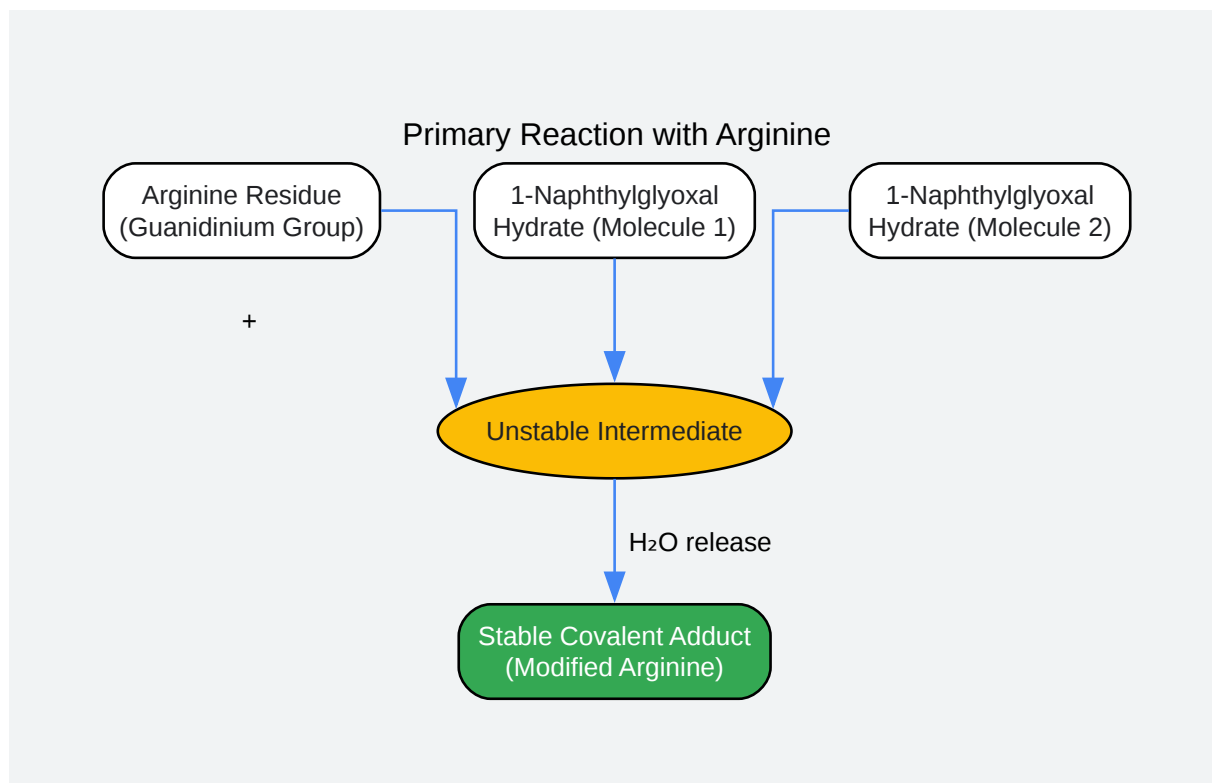 Primary Reaction with Arginine
Arginine Residue
(Guanidinium Group)
1-Naphthylglyoxal
Hydrate (Molecule 1)
1-Naphthylglyoxal
Hydrate (Molecule 2)
+
Unstable Intermediate
H₂O release
Stable Covalent Adduct
(Modified Arginine)